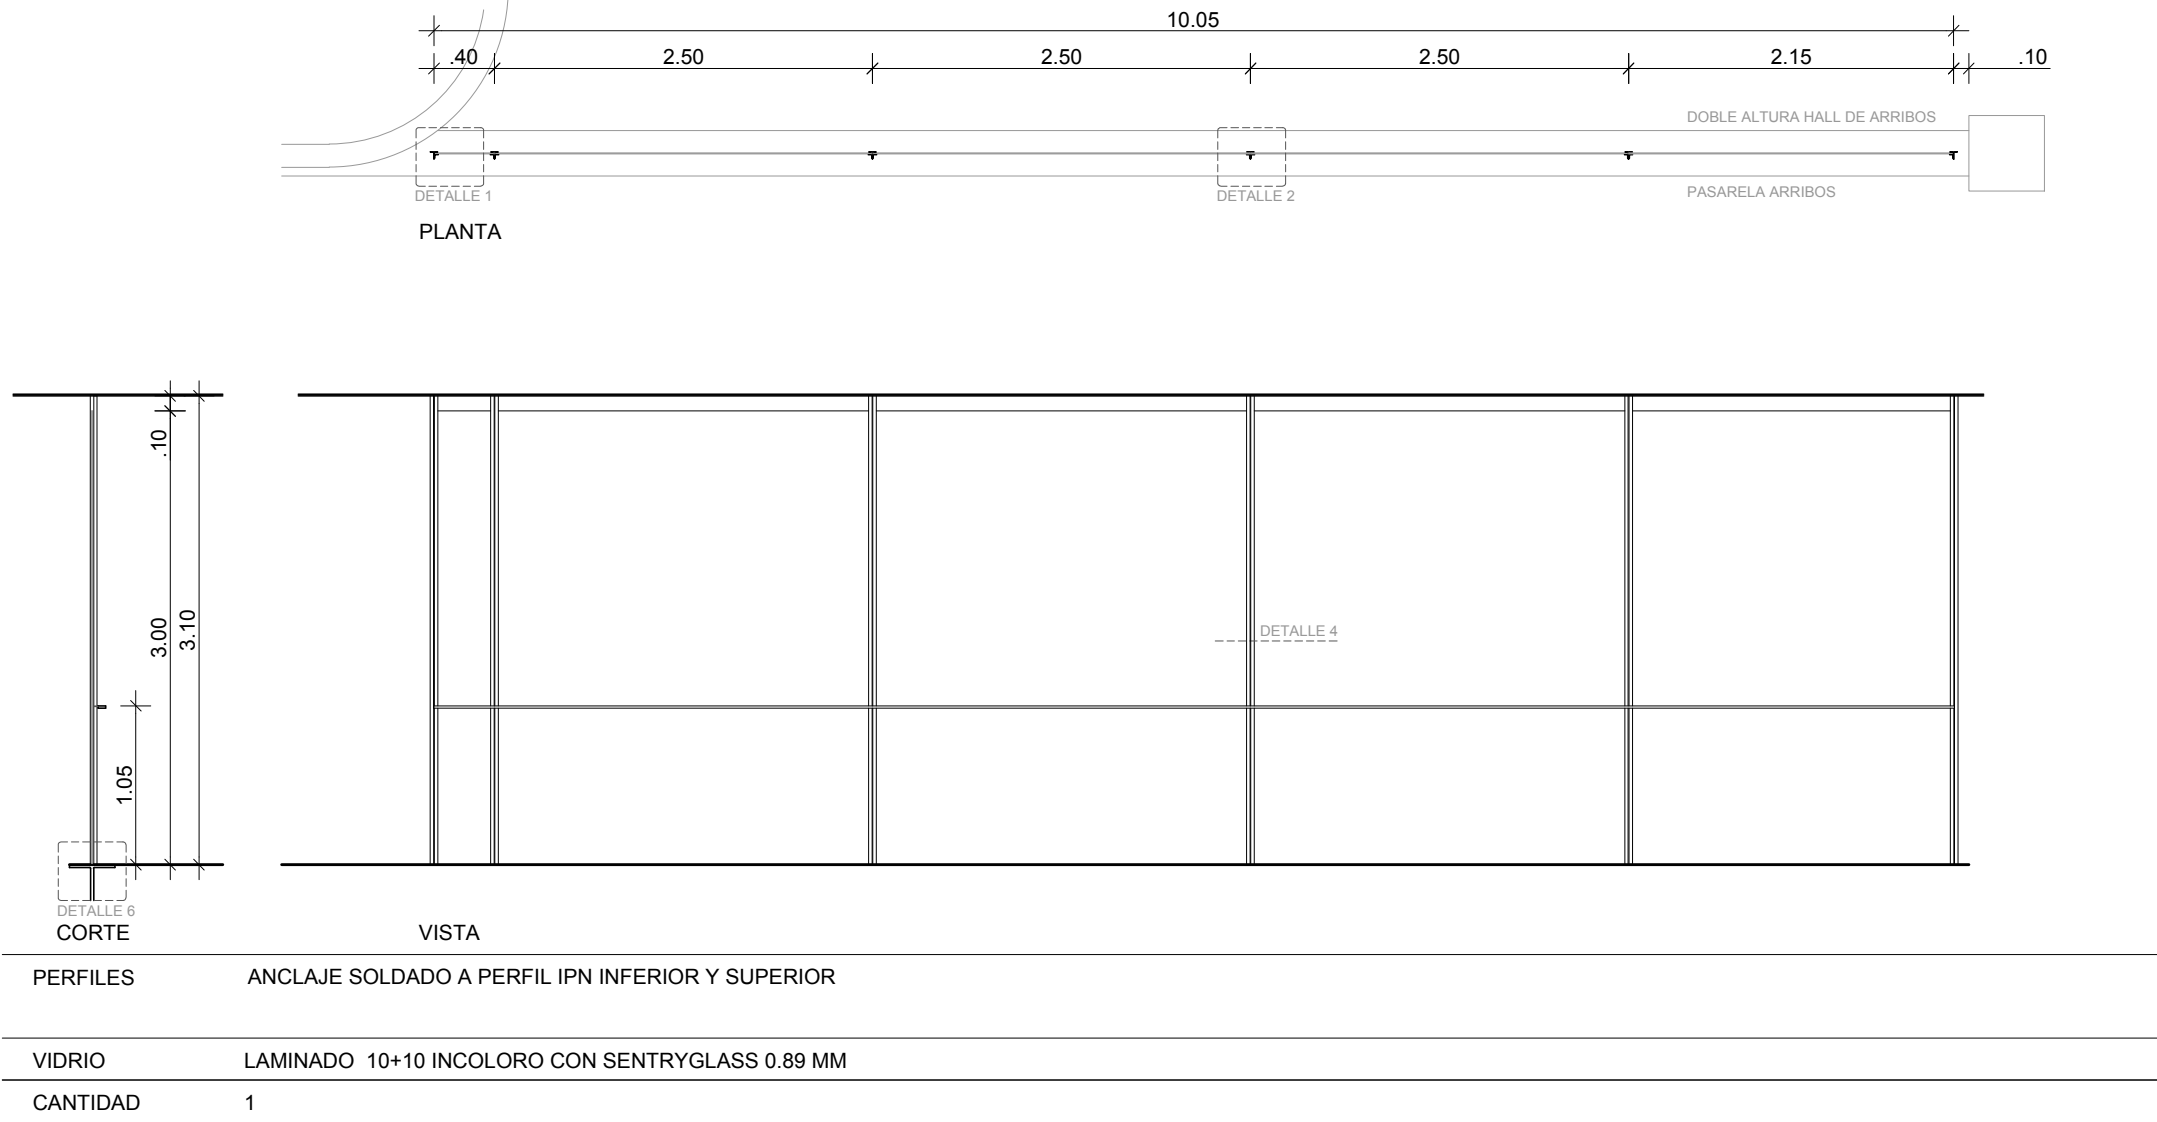 10.05
.40 2.50 2.50 2.50 2.15 .10
DOBLE ALTURA HALL DE ARRIBOS
DETALLE 1 DETALLE 2 PASARELA ARRIBOS
PLANTA
.10
3.00
3.10
1.05
DETALLE 4
DETALLE 6
CORTE VISTA
PERFILES ANCLAJE SOLDADO A PERFIL IPN INFERIOR Y SUPERIOR
VIDRIO LAMINADO 10+10 INCOLORO CON SENTRYGLASS 0.89 MM
CANTIDAD 1